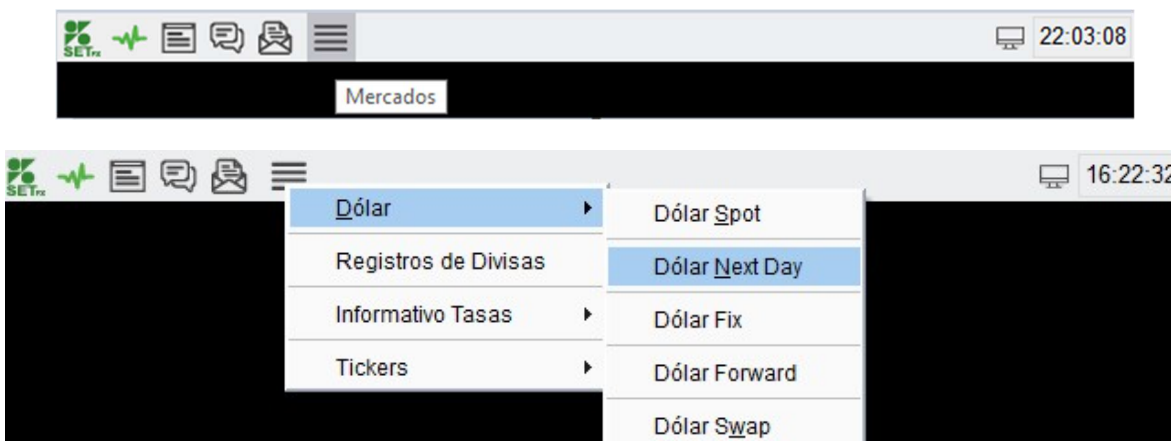 SETFX
22:03:08
Mercados
SETFX
16:22:32
Dólar
Registros de Divisas
Informativo Tasas
Tickers
Dólar Spot
Dólar Next Day
Dólar Fix
Dólar Forward
Dólar Swap